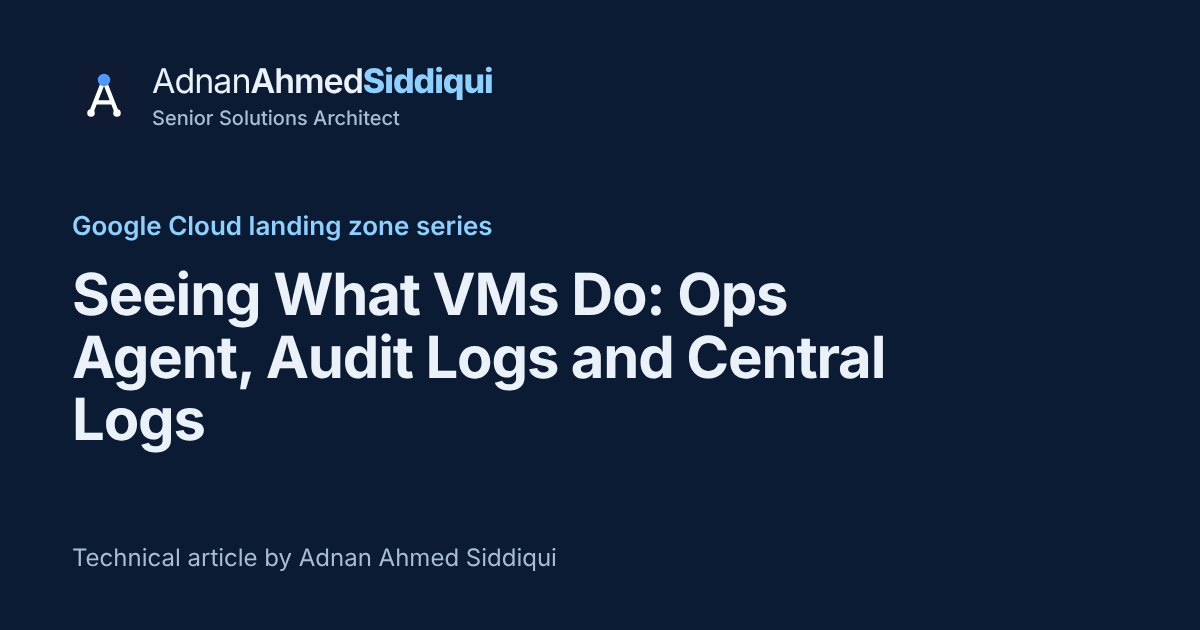 AdnanAhmedSiddiqui
Senior Solutions Architect
Google Cloud landing zone series
Seeing What VMs Do: Ops
Agent, Audit Logs and Central
Logs
Technical article by Adnan Ahmed Siddiqui